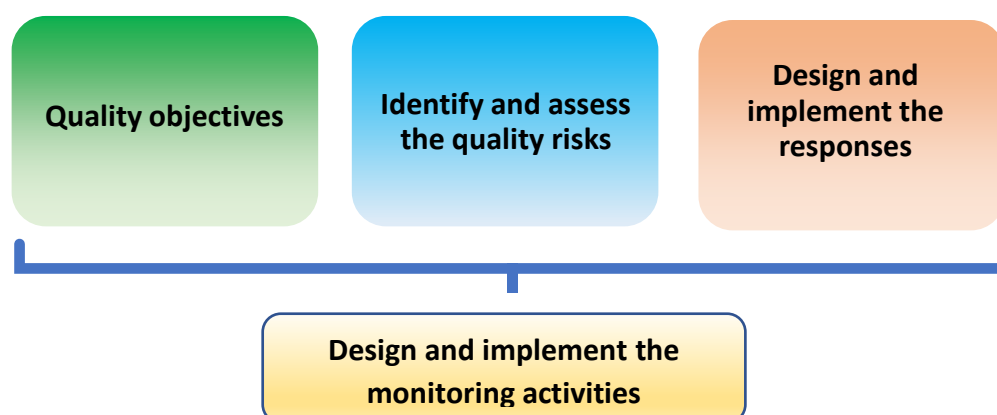 Quality objectives
Identify and assess
the quality risks
Design and
implement the
responses
Design and implement the
monitoring activities